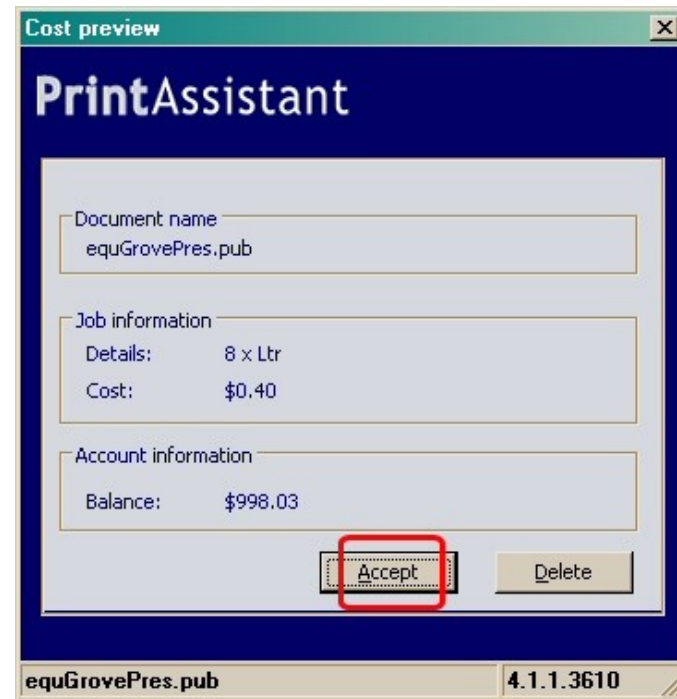 Cost preview
PrintAssistant
Document name
equGrovePres.pub
Job information
Details: 8 x Ltr
Cost: $0.40
Account information
Balance: $998.03
Accept Delete
equGrovePres.pub 4.1.1.3610